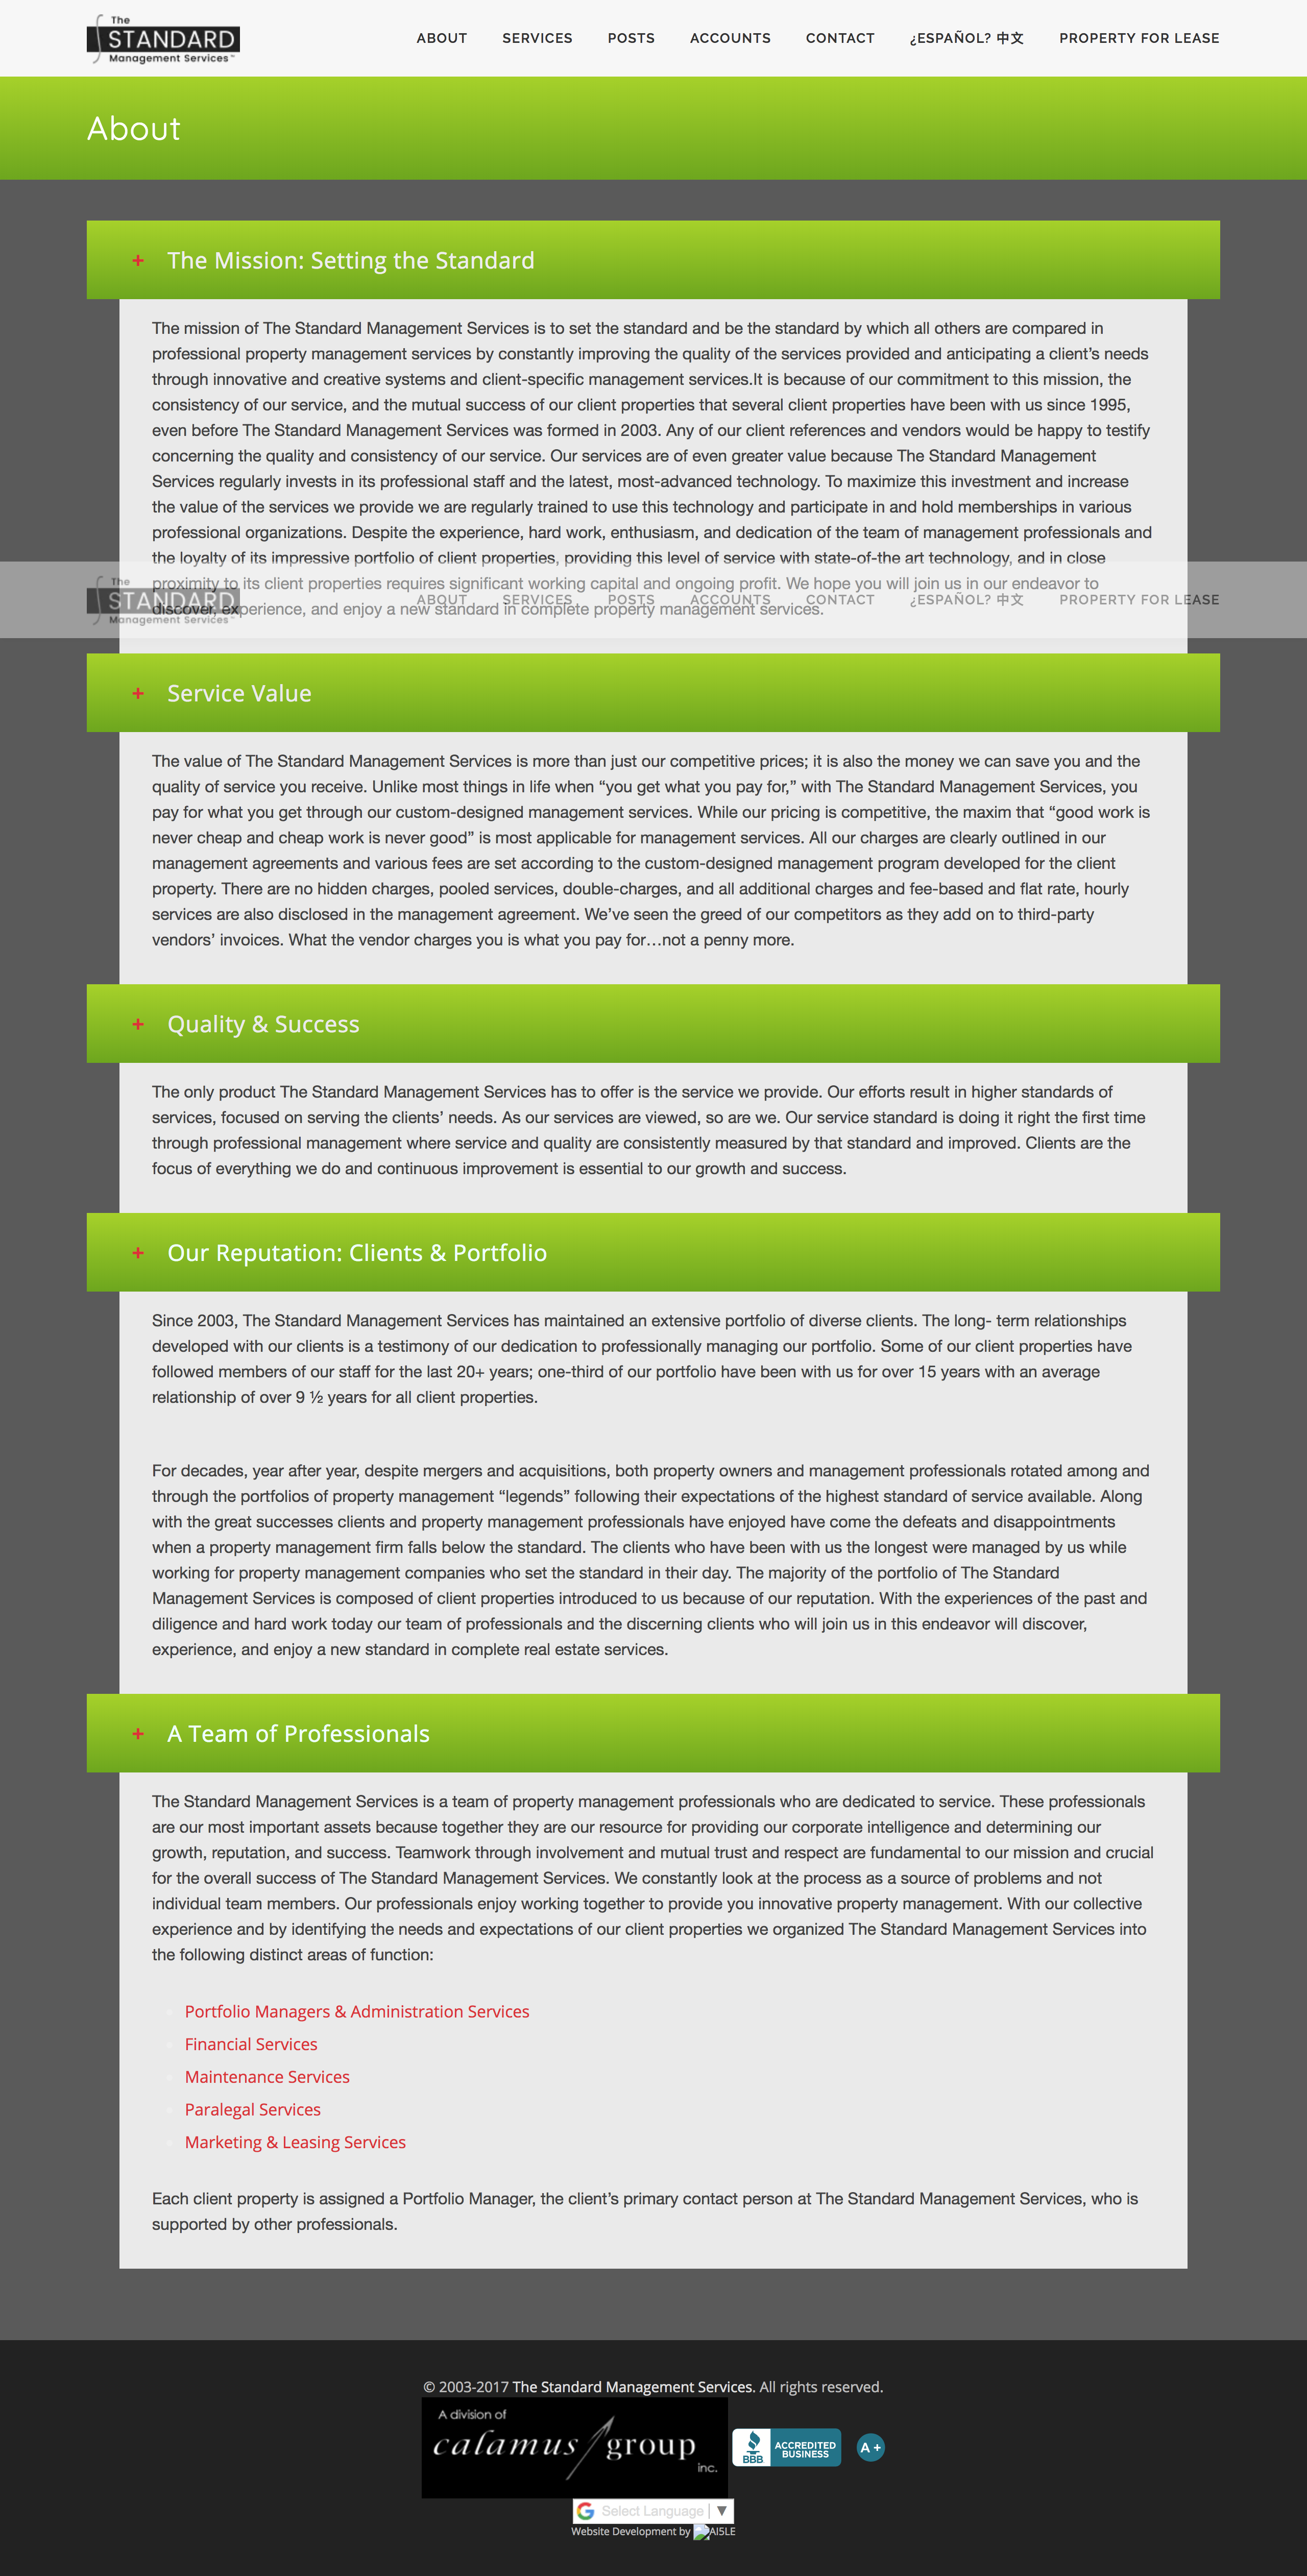 The
STANDARD
Management Services™
ABOUT SERVICES POSTS ACCOUNTS CONTACT ¿ESPAÑOL? 中文 PROPERTY FOR LEASE
About
+ The Mission: Setting the Standard
The mission of The Standard Management Services is to set the standard and be the standard by which all others are compared in
professional property management services by constantly improving the quality of the services provided and anticipating a client’s needs
through innovative and creative systems and client-specific management services.It is because of our commitment to this mission, the
consistency of our service, and the mutual success of our client properties that several client properties have been with us since 1995,
even before The Standard Management Services was formed in 2003. Any of our client references and vendors would be happy to testify
concerning the quality and consistency of our service. Our services are of even greater value because The Standard Management
Services regularly invests in its professional staff and the latest, most-advanced technology. To maximize this investment and increase
the value of the services we provide we are regularly trained to use this technology and participate in and hold memberships in various
professional organizations. Despite the experience, hard work, enthusiasm, and dedication of the team of management professionals and
the loyalty of its impressive portfolio of client properties, providing this level of service with state-of-the art technology, and in close
proximity to its client properties requires significant working capital and ongoing profit. We hope you will join us in our endeavor to
discover, experience, and enjoy a new standard in complete property management services.
The
STANDARD
Management Services™
ABOUT SERVICES POSTS ACCOUNTS CONTACT ¿ESPAÑOL? 中文 PROPERTY FOR LEASE
+ Service Value
The value of The Standard Management Services is more than just our competitive prices; it is also the money we can save you and the
quality of service you receive. Unlike most things in life when “you get what you pay for,” with The Standard Management Services, you
pay for what you get through our custom-designed management services. While our pricing is competitive, the maxim that “good work is
never cheap and cheap work is never good” is most applicable for management services. All our charges are clearly outlined in our
management agreements and various fees are set according to the custom-designed management program developed for the client
property. There are no hidden charges, pooled services, double-charges, and all additional charges and fee-based and flat rate, hourly
services are also disclosed in the management agreement. We’ve seen the greed of our competitors as they add on to third-party
vendors’ invoices. What the vendor charges you is what you pay for…not a penny more.
+ Quality & Success
The only product The Standard Management Services has to offer is the service we provide. Our efforts result in higher standards of
services, focused on serving the clients’ needs. As our services are viewed, so are we. Our service standard is doing it right the first time
through professional management where service and quality are consistently measured by that standard and improved. Clients are the
focus of everything we do and continuous improvement is essential to our growth and success.
+ Our Reputation: Clients & Portfolio
Since 2003, The Standard Management Services has maintained an extensive portfolio of diverse clients. The long- term relationships
developed with our clients is a testimony of our dedication to professionally managing our portfolio. Some of our client properties have
followed members of our staff for the last 20+ years; one-third of our portfolio have been with us for over 15 years with an average
relationship of over 9 ½ years for all client properties.
For decades, year after year, despite mergers and acquisitions, both property owners and management professionals rotated among and
through the portfolios of property management “legends” following their expectations of the highest standard of service available. Along
with the great successes clients and property management professionals have enjoyed have come the defeats and disappointments
when a property management firm falls below the standard. The clients who have been with us the longest were managed by us while
working for property management companies who set the standard in their day. The majority of the portfolio of The Standard
Management Services is composed of client properties introduced to us because of our reputation. With the experiences of the past and
diligence and hard work today our team of professionals and the discerning clients who will join us in this endeavor will discover,
experience, and enjoy a new standard in complete real estate services.
+ A Team of Professionals
The Standard Management Services is a team of property management professionals who are dedicated to service. These professionals
are our most important assets because together they are our resource for providing our corporate intelligence and determining our
growth, reputation, and success. Teamwork through involvement and mutual trust and respect are fundamental to our mission and crucial
for the overall success of The Standard Management Services. We constantly look at the process as a source of problems and not
individual team members. Our professionals enjoy working together to provide you innovative property management. With our collective
experience and by identifying the needs and expectations of our client properties we organized The Standard Management Services into
the following distinct areas of function:
Portfolio Managers & Administration Services
Financial Services
Maintenance Services
Paralegal Services
Marketing & Leasing Services
Each client property is assigned a Portfolio Manager, the client’s primary contact person at The Standard Management Services, who is
supported by other professionals.
© 2003-2017 The Standard Management Services. All rights reserved.
A division of
calamus group
inc.
BBB
ACCREDITED
BUSINESS
A +
G Select Language ▼
Website Development by AI5LE